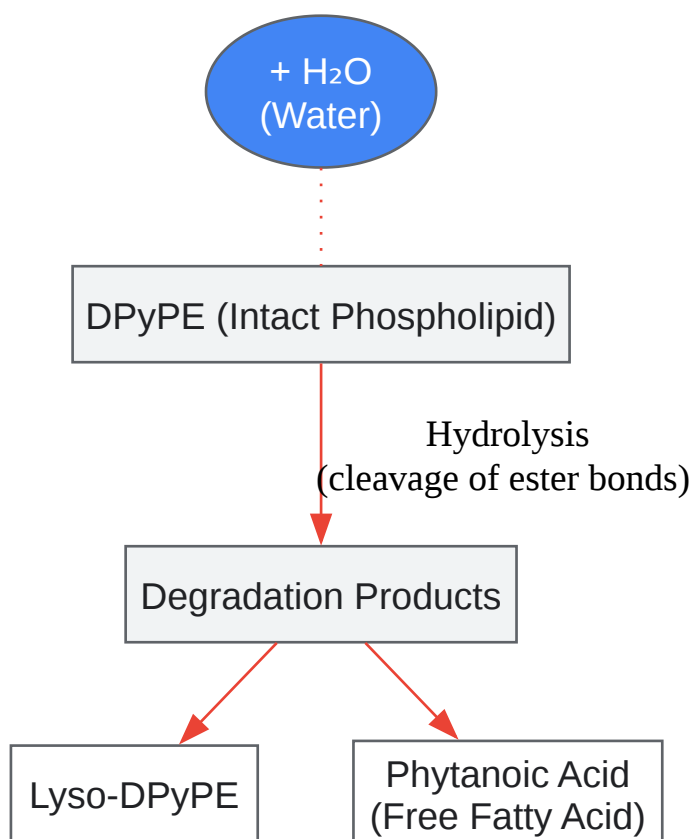 + H₂O
(Water)
DPyPE (Intact Phospholipid)
Hydrolysis
(cleavage of ester bonds)
Degradation Products
Lyso-DPyPE
Phytanoic Acid
(Free Fatty Acid)